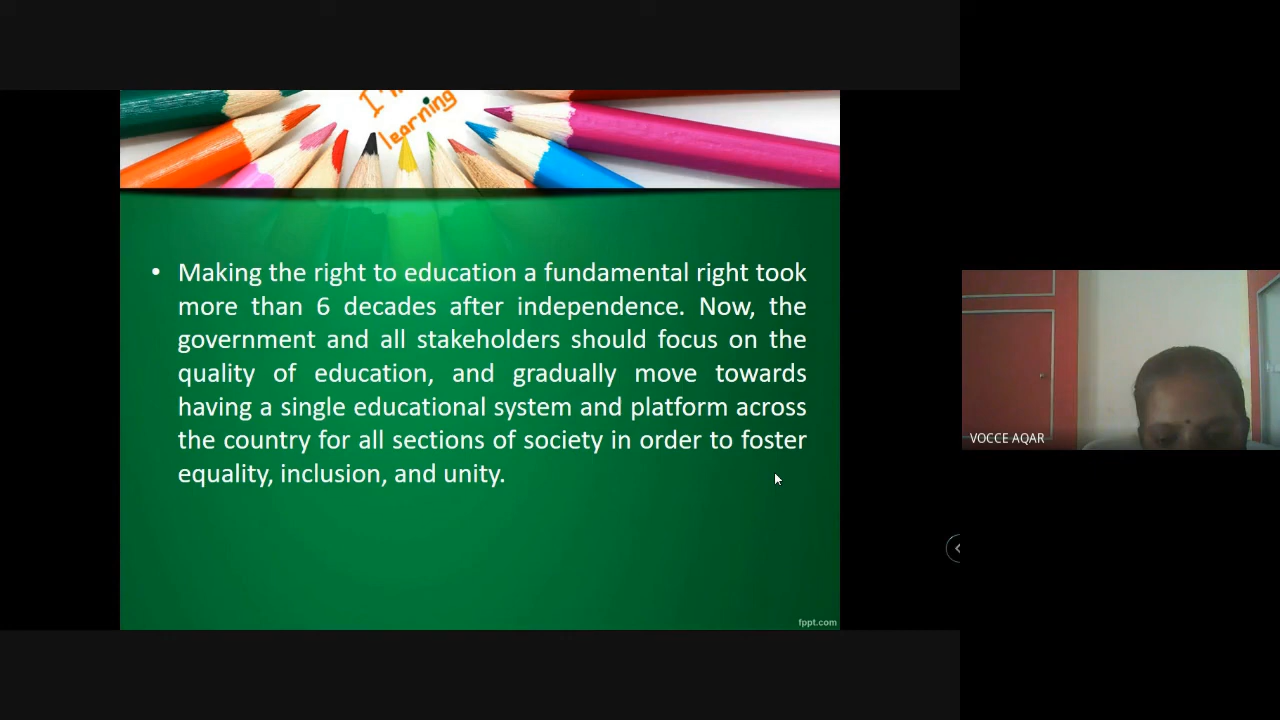 learning
• Making the right to education a fundamental right took
more than 6 decades after independence. Now, the
government and all stakeholders should focus on the
quality of education, and gradually move towards
having a single educational system and platform across
the country for all sections of society in order to foster
equality, inclusion, and unity.
VOCCE AQAR
fppt.com